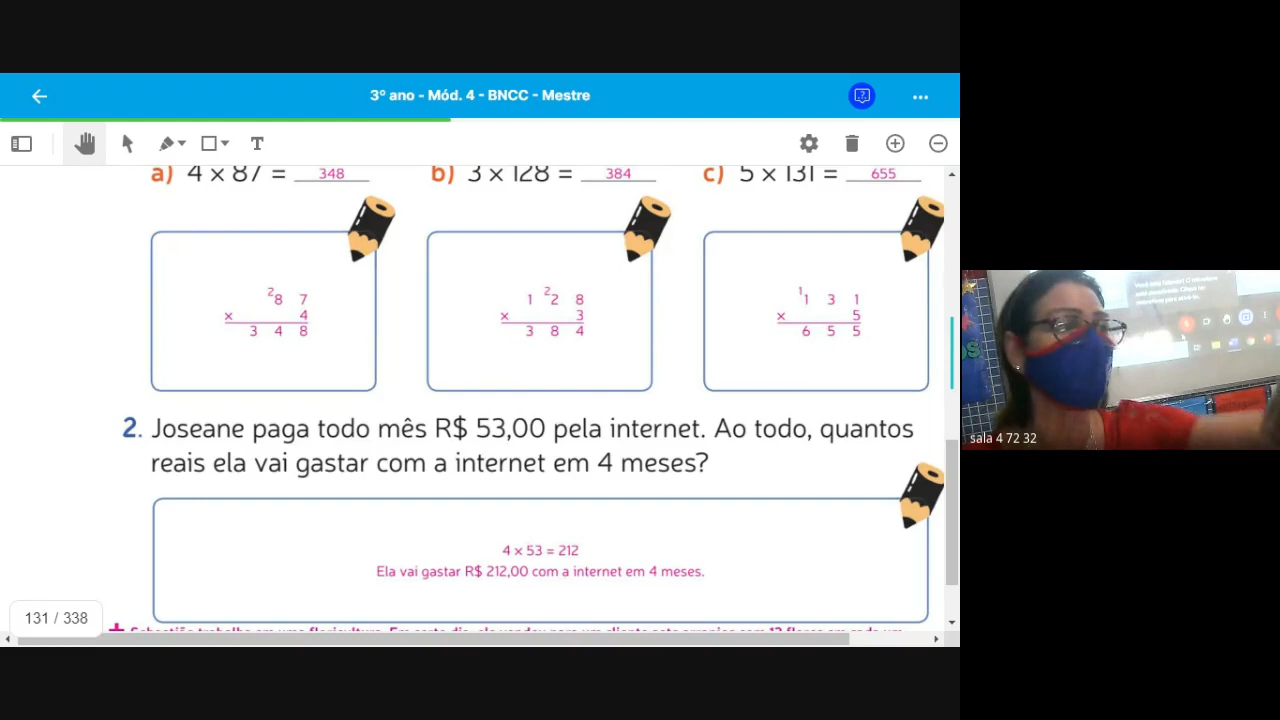 3º ano - Mód. 4 - BNCC - Mestre
T
a) 4 x 87 = 348
b) 3 x 128 = 384
c) 5 x 131 = 655
2
8 7
x 4
3 4 8
2
1 2 8
x 3
3 8 4
1
1 3 1
x 5
6 5 5
2. Joseane paga todo mês R$ 53,00 pela internet. Ao todo, quantos
reais ela vai gastar com a internet em 4 meses?
4 x 53 = 212
Ela vai gastar R$ 212,00 com a internet em 4 meses.
131 / 338
sala 4 72 32